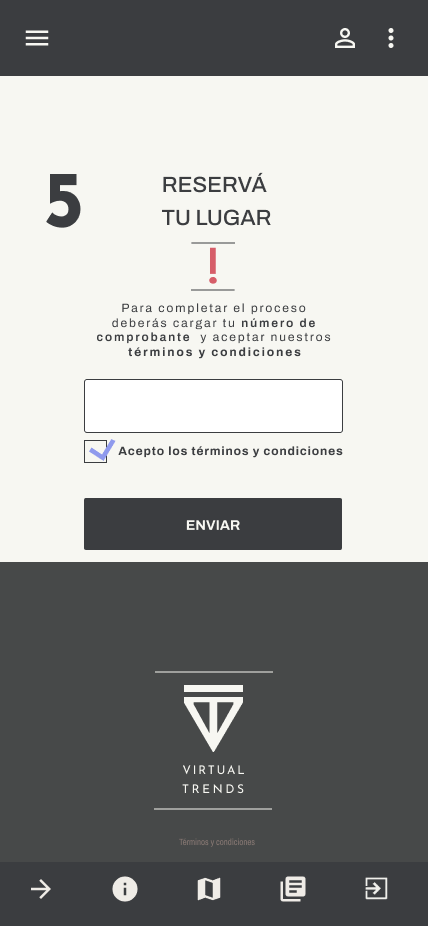 5
RESERVÁ
TU LUGAR
!
Para completar el proceso
deberás cargar tu número de
comprobante y aceptar nuestros
términos y condiciones
Acepto los términos y condiciones
ENVIAR
VIRTUAL
TRENDS
Términos y condiciones